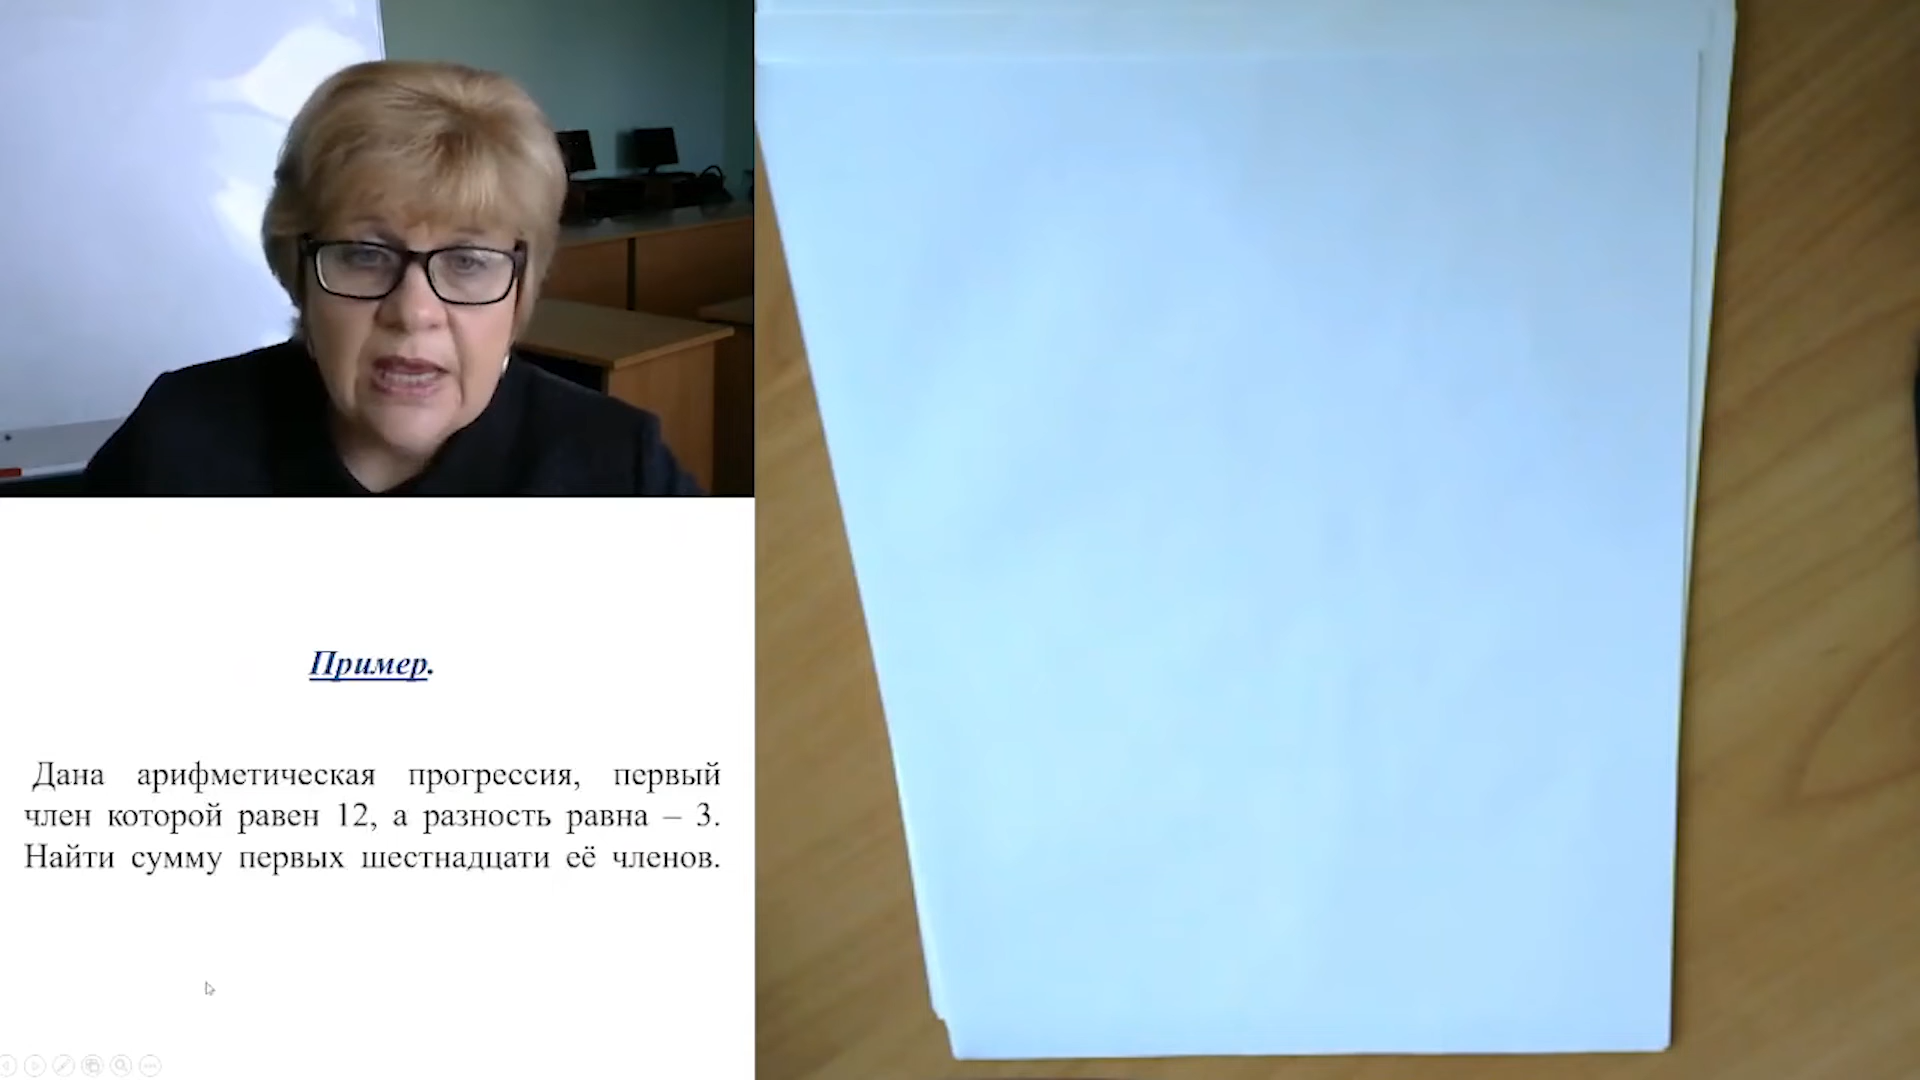 Пример.
Дана арифметическая прогрессия, первый
член которой равен 12, а разность равна – 3.
Найти сумму первых шестнадцати её членов.